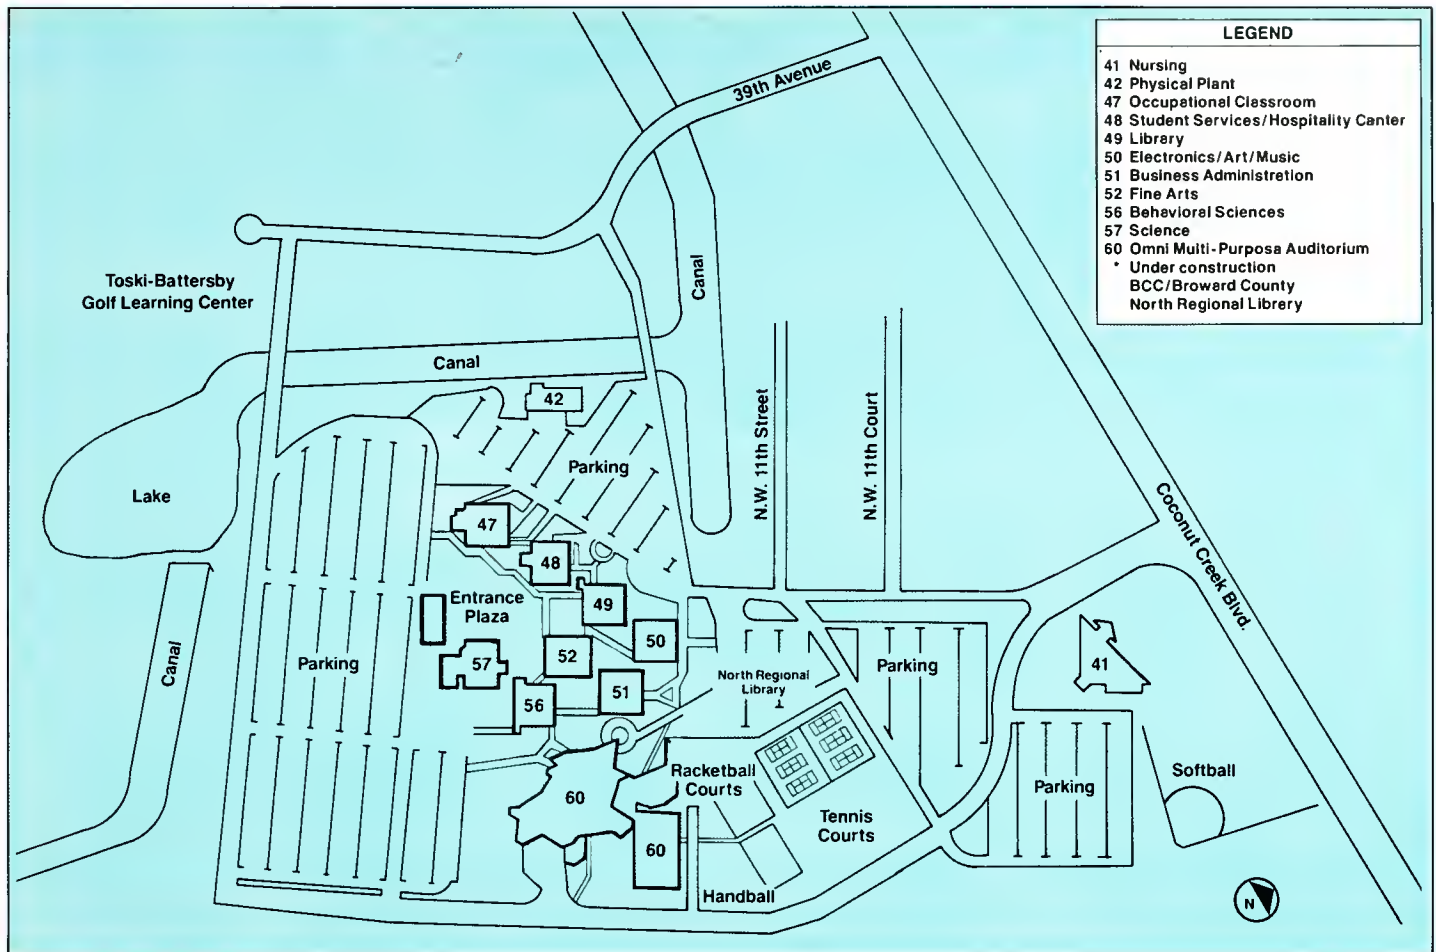 LEGEND
41 Nursing
42 Physical Plant
47 Occupational Classroom
48 Student Services/Hospitality Canter
49 Library
50 Electronics/Art/Music
51 Business Administretion
52 Fine Arts
56 Behavioral Sciences
57 Science
60 Omni Multi-Purposa Auditorium
* Under construction
BCC/Broward County
North Regional Library
39th Avenue
Toski-Battersby
Golf Learning Center
Canal
Canal
42
N.W. 11th Street
N.W. 11th Court
Coconut Creek Blvd.
Parking
Lake
47
48
Entrance
Plaza
49
50
52
57
Parking
Canal
51
56
North Regional
Library
Parking
41
Racketball
Courts
60
Tennis
Courts
Parking
Softball
60
Handball
N